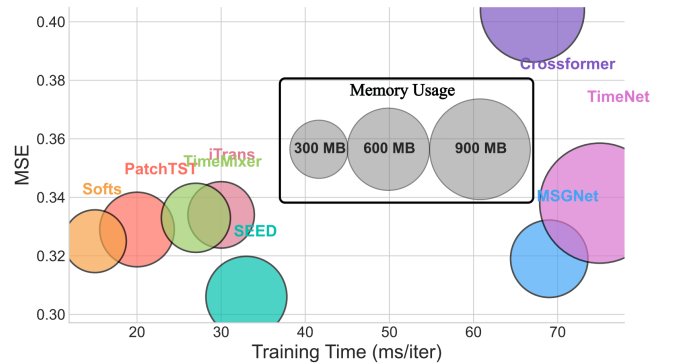 0.40
0.38
0.36
0.34
0.32
0.30
MSE
Crossformer
TimeNet
Memory Usage
300 MB 600 MB 900 MB
iTrans
TimeMixer
PatchTST
Softs
MSGNet
SEED
20 30 40 50 60 70
Training Time (ms/iter)